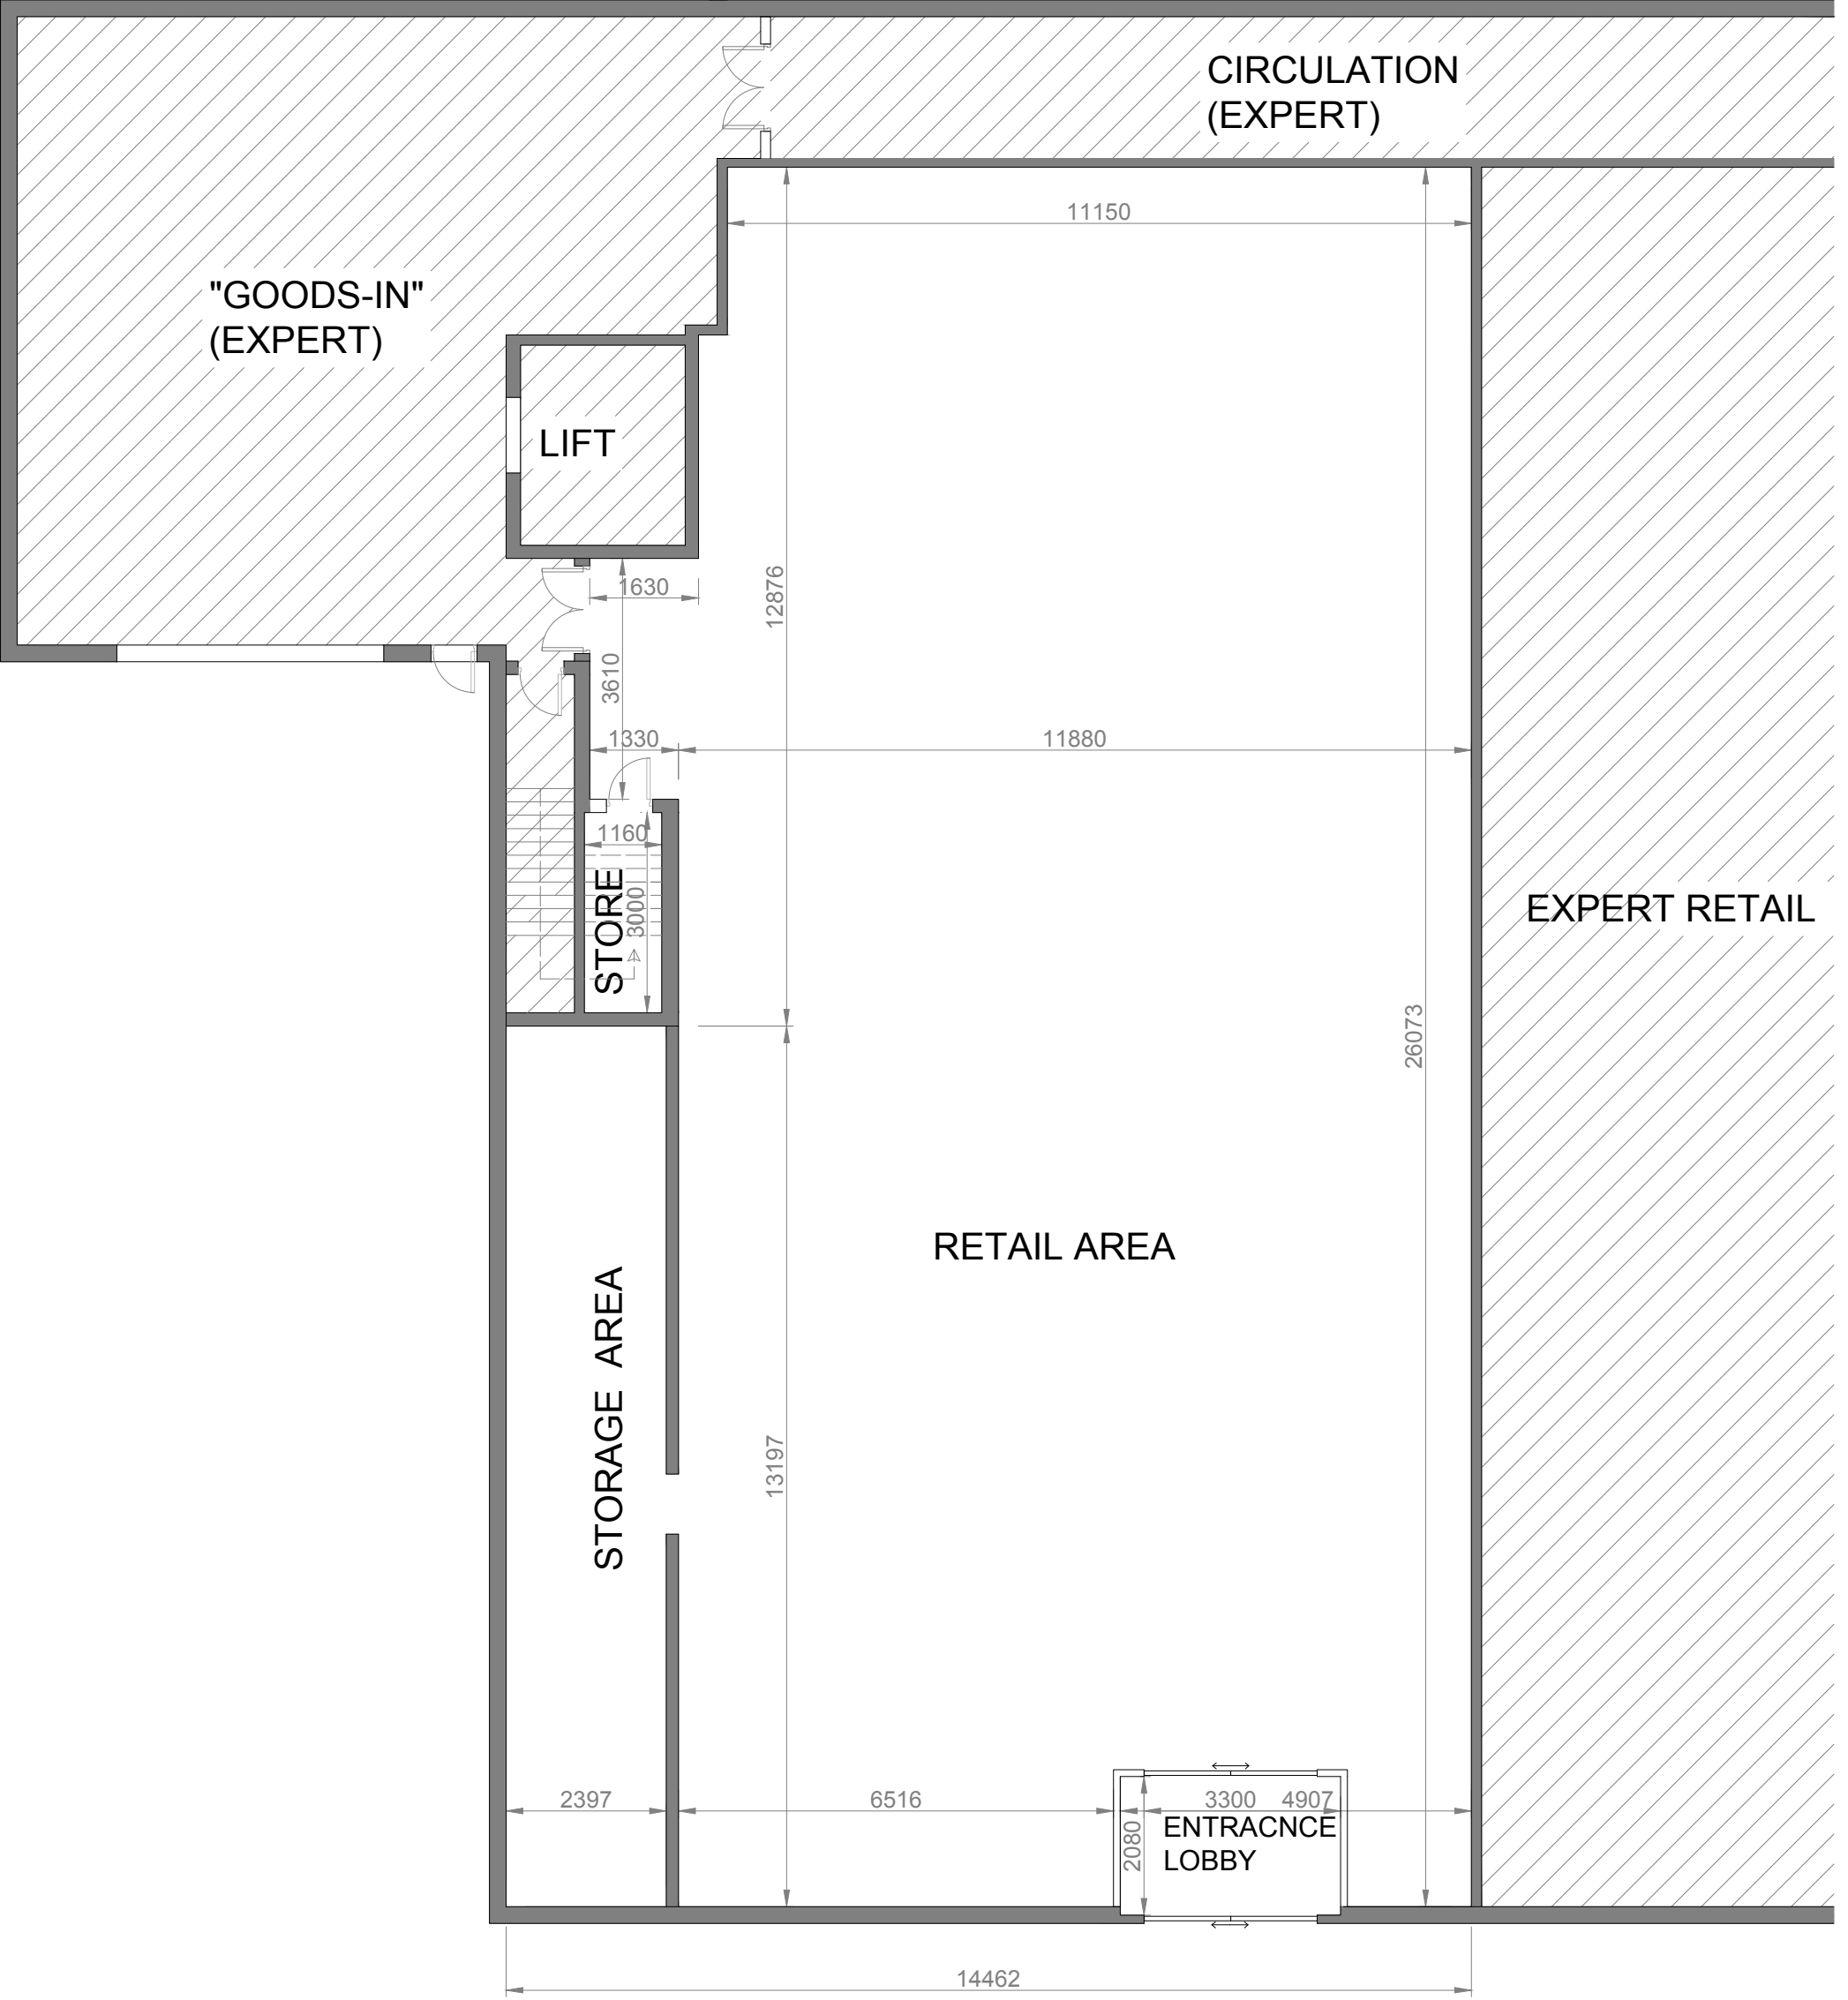 CIRCULATION
(EXPERT)
11150
"GOODS-IN"
(EXPERT)
LIFT
1630
12876
3610
1330
11880
1160
STORE
3000
EXPERT RETAIL
26073
RETAIL AREA
STORAGE AREA
13197
2397
6516
3300
4907
2080
ENTRACNCE
LOBBY
14462